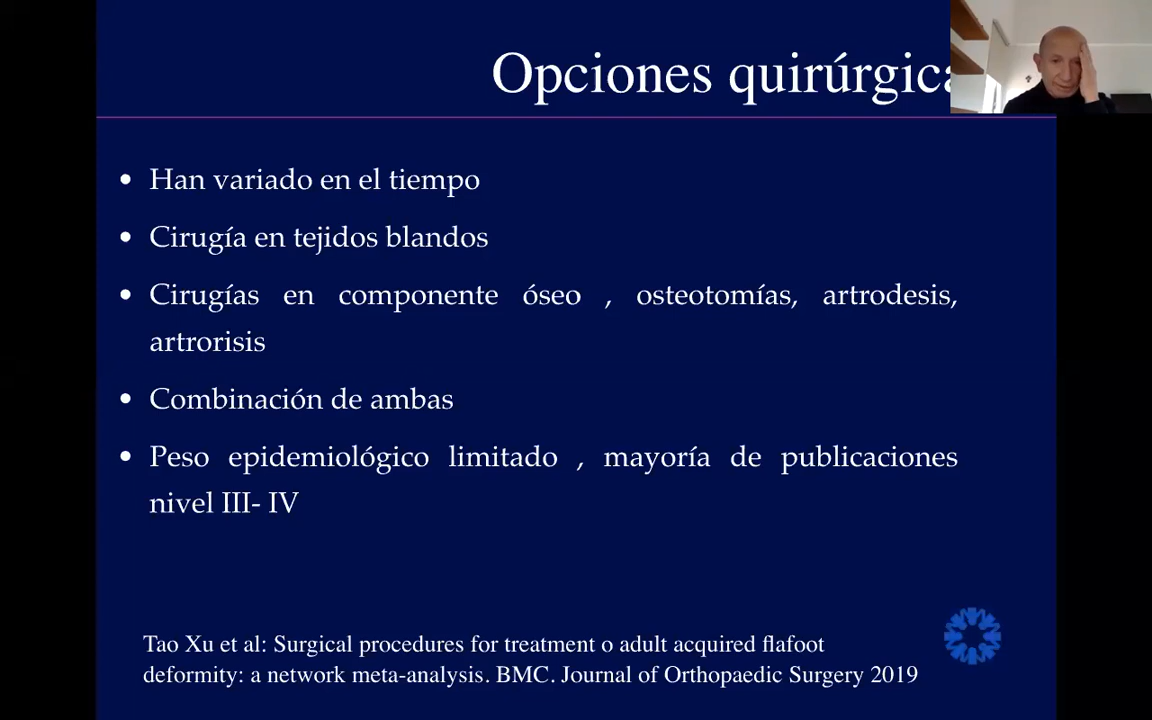 Opciones quirúrgica
• Han variado en el tiempo
• Cirugía en tejidos blandos
• Cirugías en componente óseo , osteotomías, artrodesis,
artrorisis
• Combinación de ambas
• Peso epidemiológico limitado , mayoría de publicaciones
nivel III- IV
Tao Xu et al: Surgical procedures for treatment o adult acquired flafoot
deformity: a network meta-analysis. BMC. Journal of Orthopaedic Surgery 2019